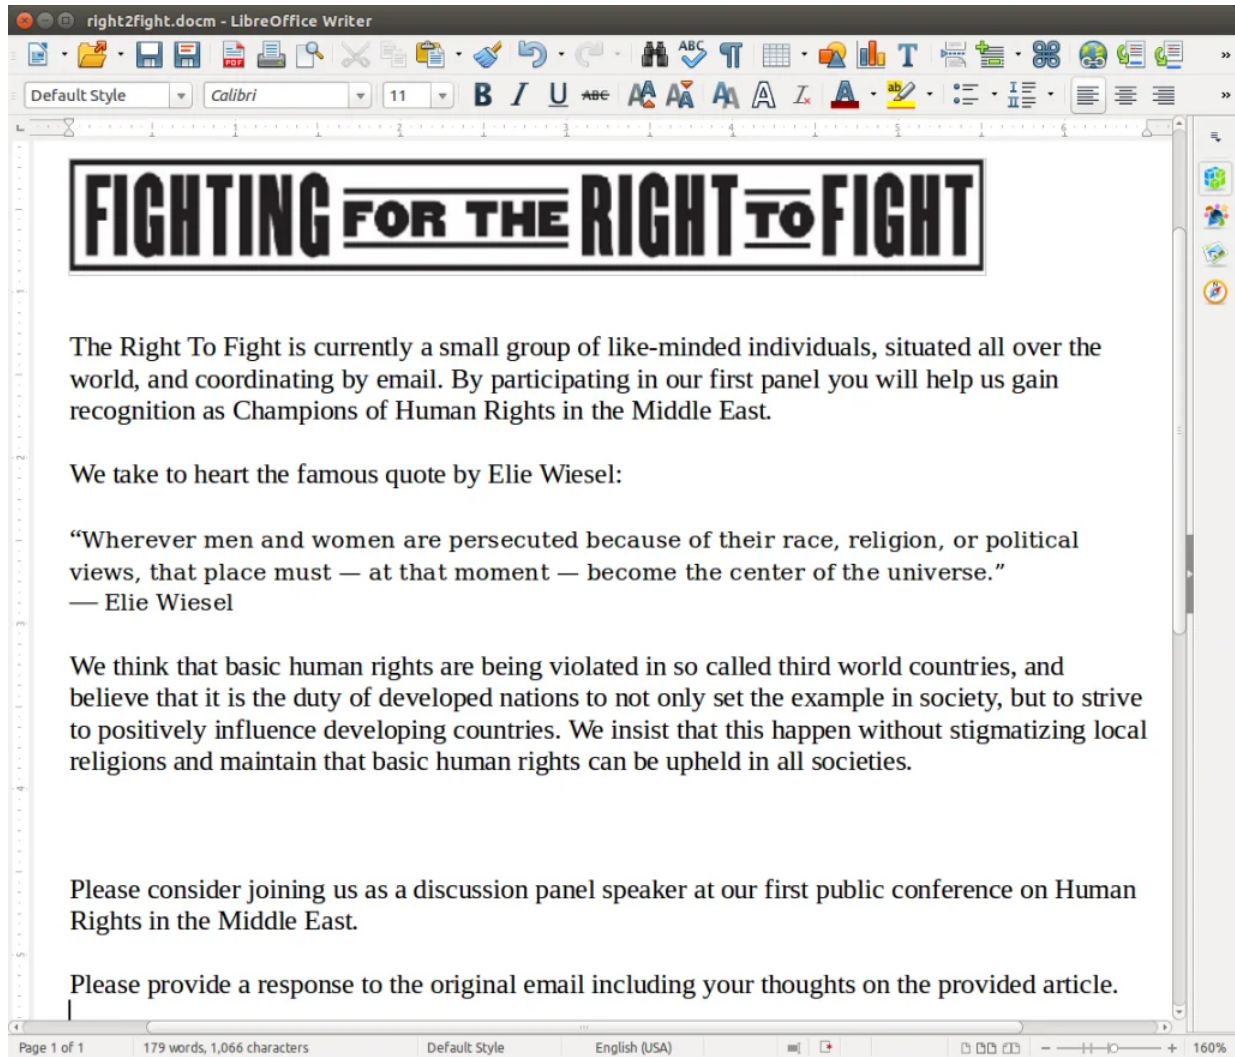 right2fight.docm - LibreOffice Writer
PDF
ABC
Default Style
Calibri
11
B I U ABC
ab
1 2 3 4 5 6
FIGHTING FOR THE RIGHT TO FIGHT
The Right To Fight is currently a small group of like-minded individuals, situated all over the
world, and coordinating by email. By participating in our first panel you will help us gain
recognition as Champions of Human Rights in the Middle East.
We take to heart the famous quote by Elie Wiesel:
“Wherever men and women are persecuted because of their race, religion, or political
views, that place must — at that moment — become the center of the universe.”
― Elie Wiesel
We think that basic human rights are being violated in so called third world countries, and
believe that it is the duty of developed nations to not only set the example in society, but to strive
to positively influence developing countries. We insist that this happen without stigmatizing local
religions and maintain that basic human rights can be upheld in all societies.
Please consider joining us as a discussion panel speaker at our first public conference on Human
Rights in the Middle East.
Please provide a response to the original email including your thoughts on the provided article.
Page 1 of 1
179 words, 1,066 characters
Default Style
English (USA)
160%